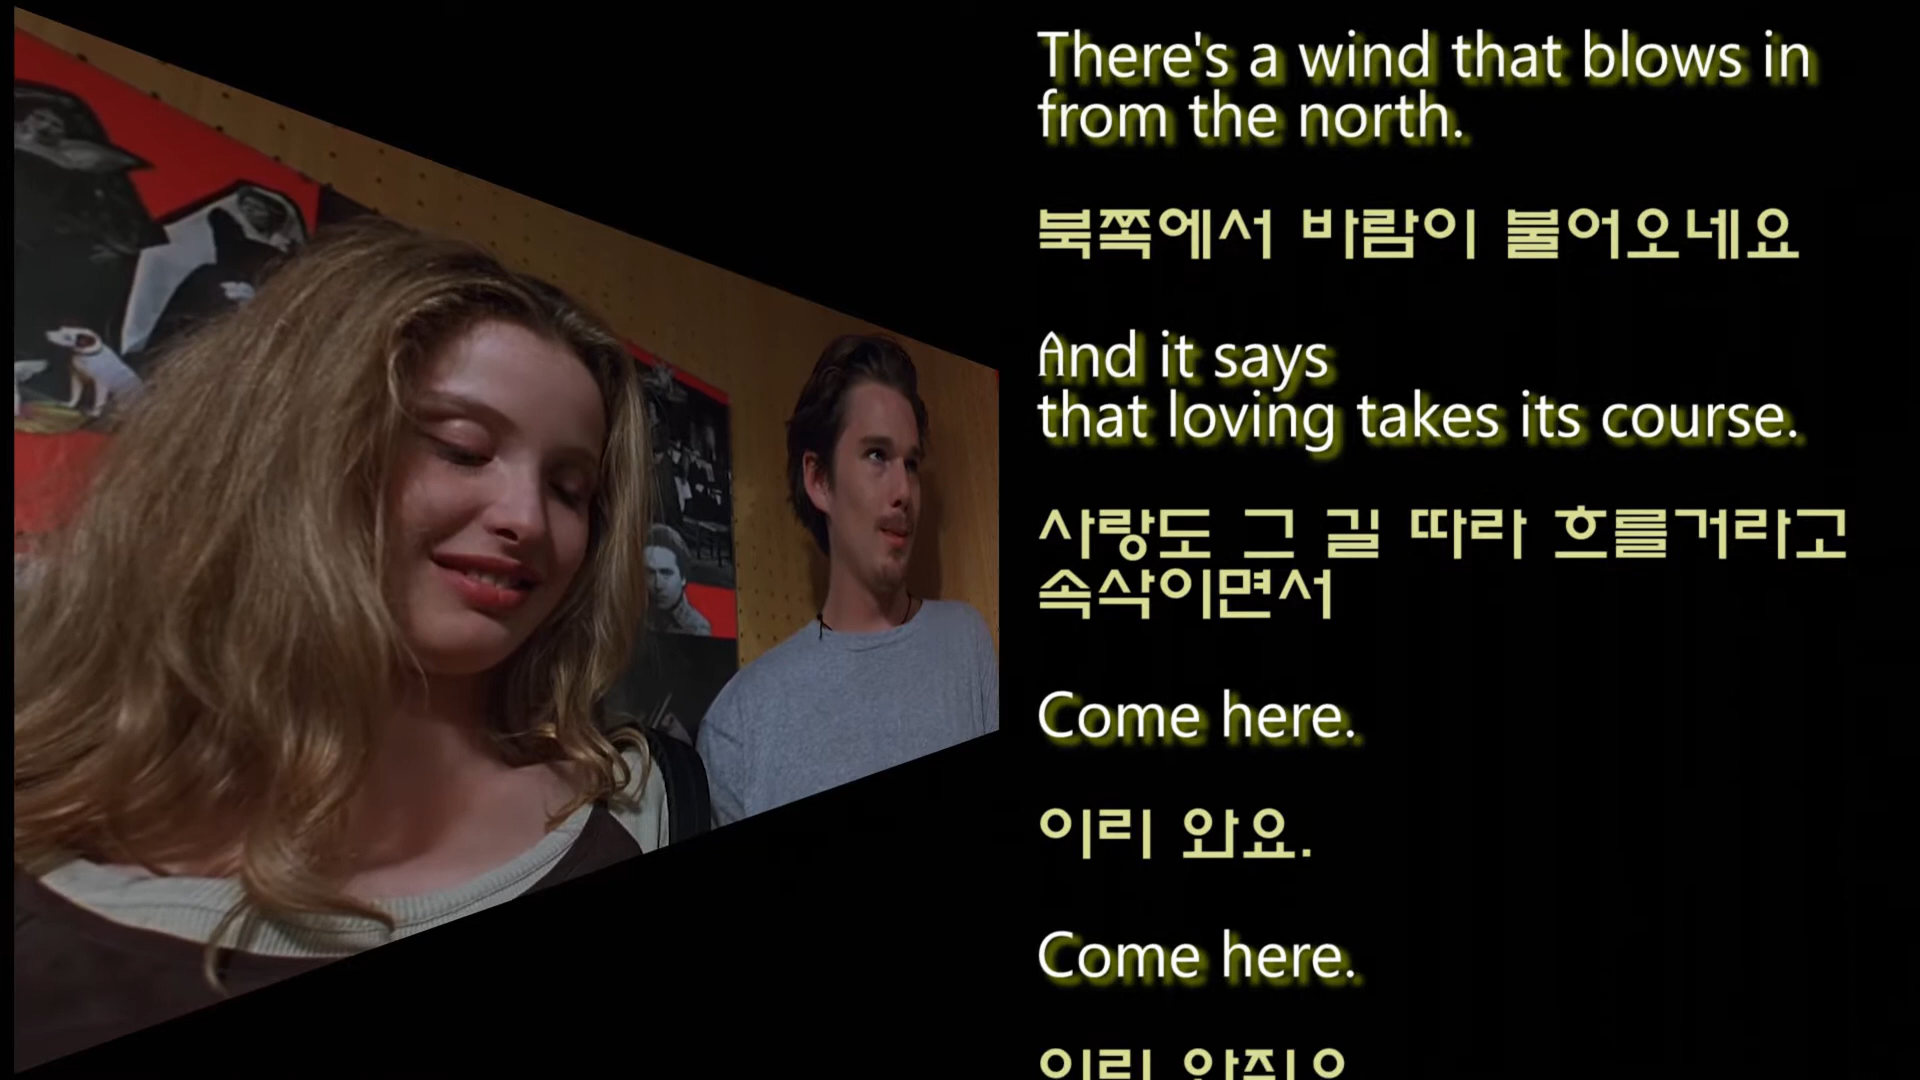 There's a wind that blows in
from the north.
북쪽에서 바람이 불어오네요
And it says
that loving takes its course.
사랑도 그 길 따라 흐를거라고
속삭이면서
Come here.
이리 와요.
Come here.
이리